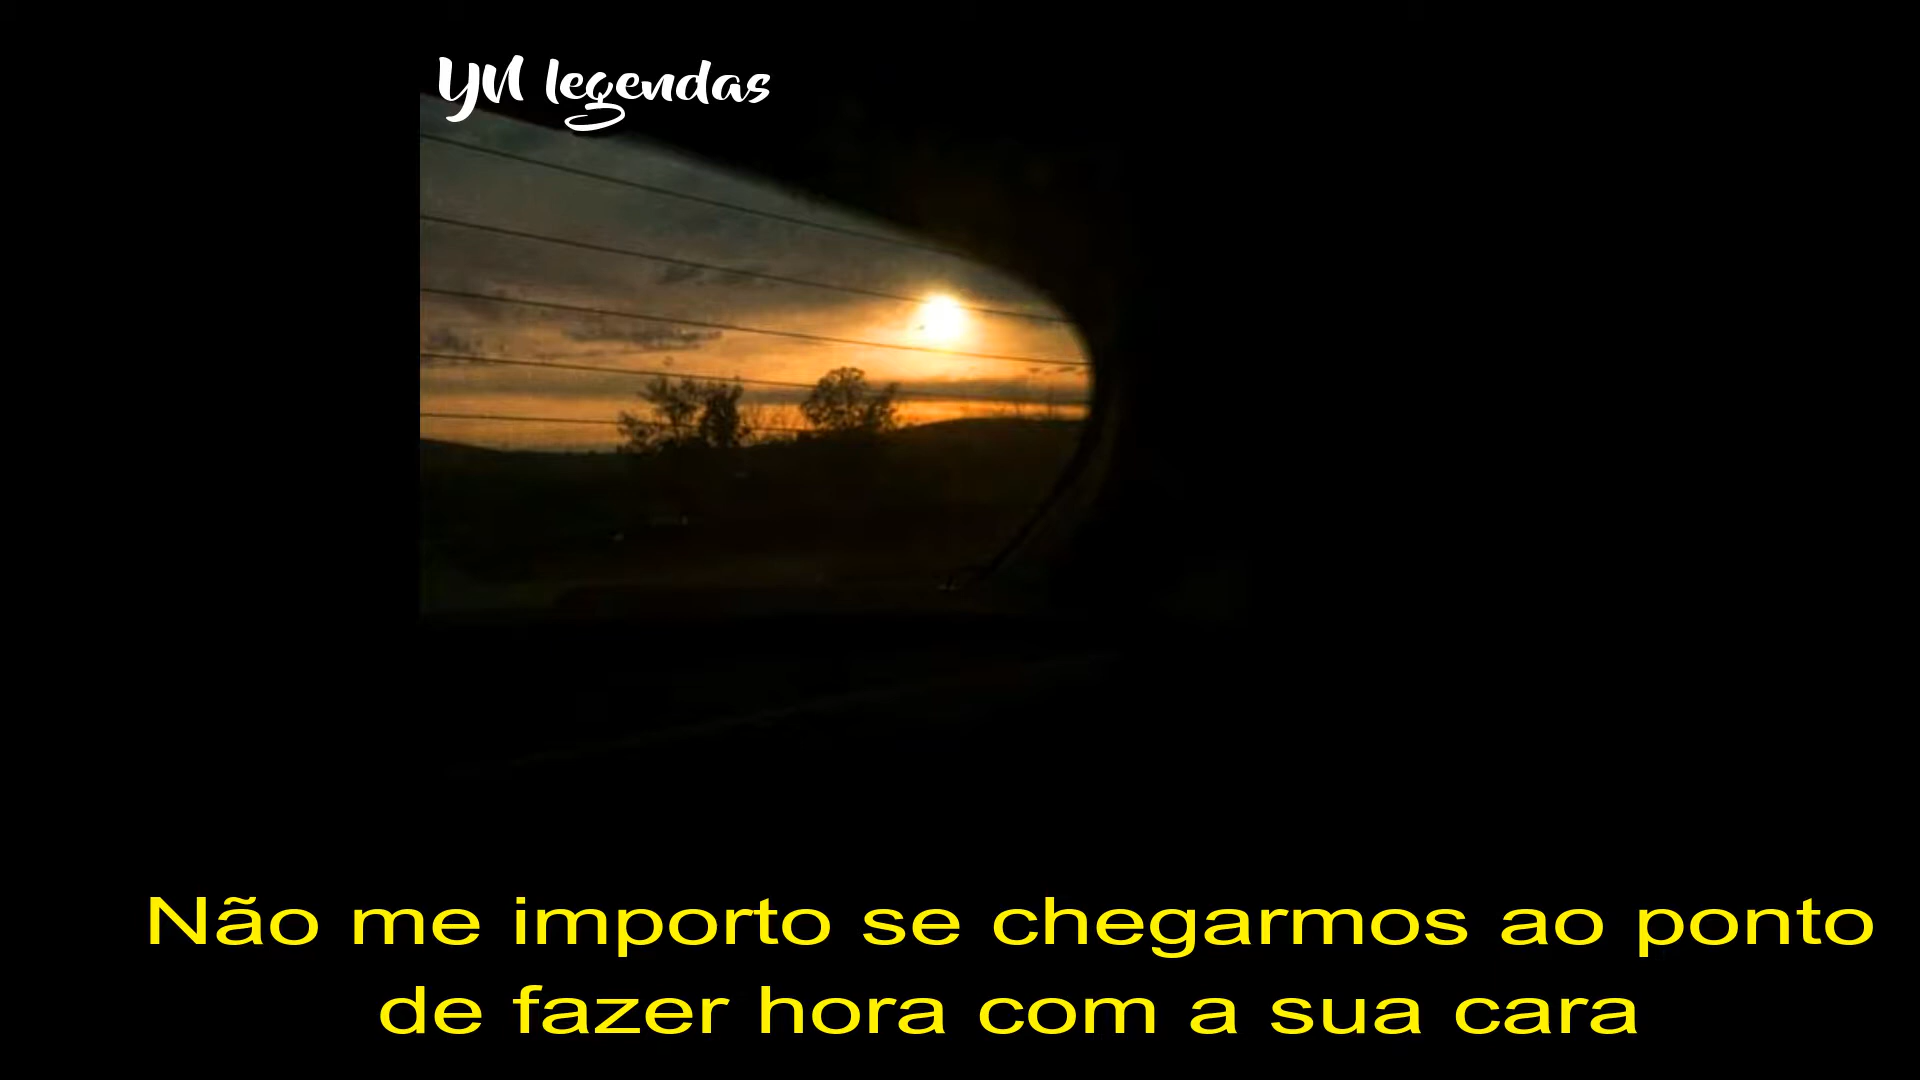 YN legendas
Não me importo se chegarmos ao ponto
de fazer hora com a sua cara